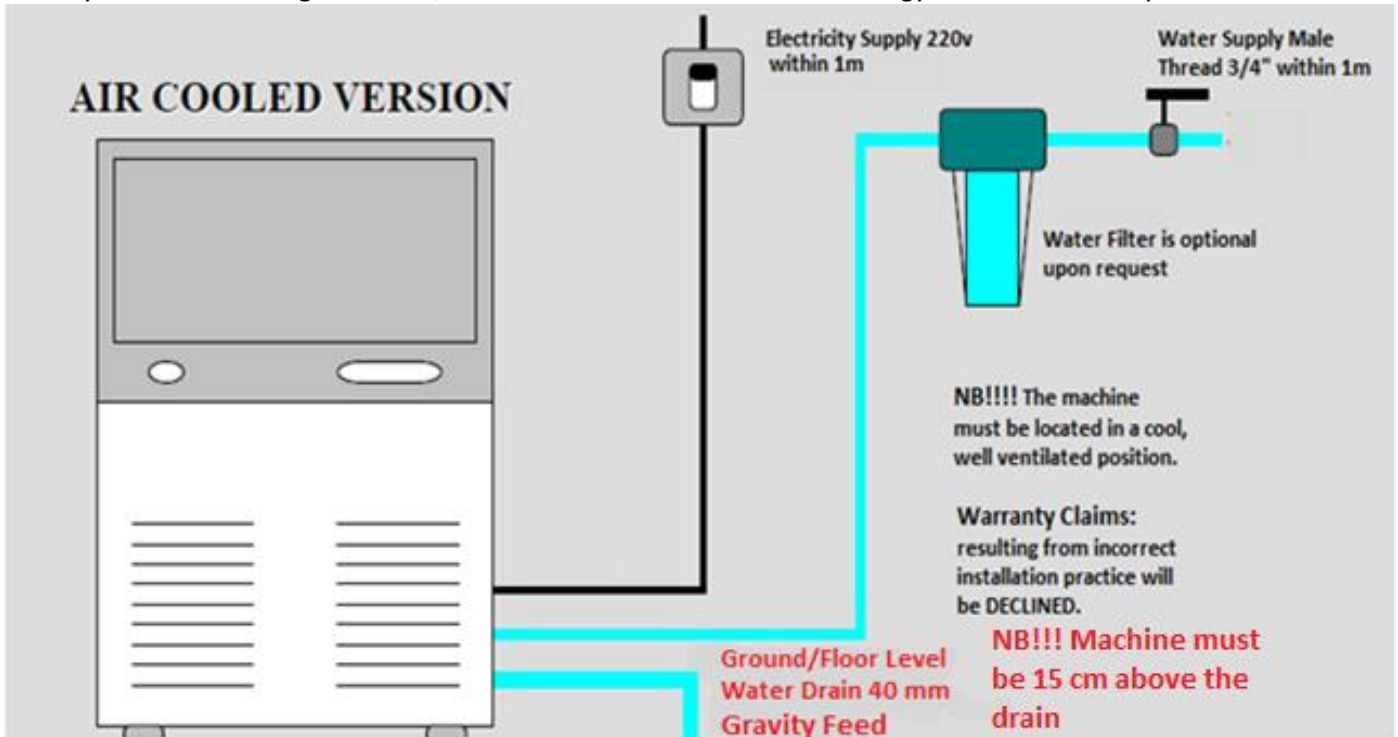 AIR COOLED VERSION
Electricity Supply 220v
within 1m
Water Supply Male
Thread 3/4" within 1m
Water Filter is optional
upon request
NB!!!! The machine
must be located in a cool,
well ventilated position.
Warranty Claims:
resulting from incorrect
installation practice will
be DECLINED.
Ground/Floor Level
Water Drain 40 mm
Gravity Feed
NB!!! Machine must
be 15 cm above the
drain